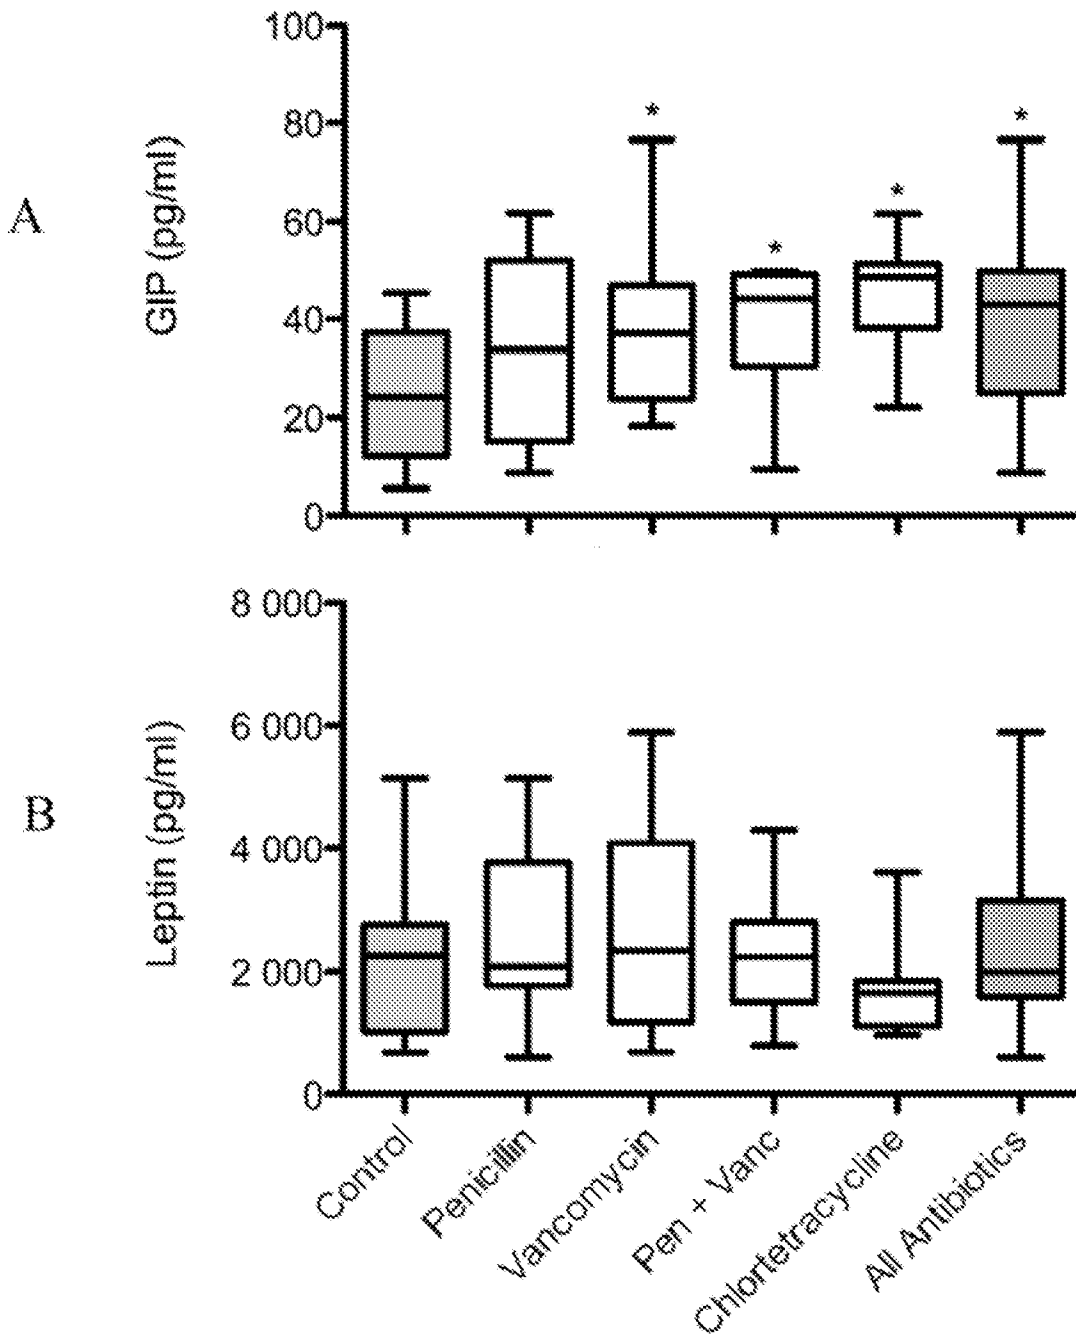 A
GIP (pg/ml)
100
80
60
40
20
0
*
*
*
*
B
Leptin (pg/ml)
8 000
6 000
4 000
2 000
0
Control
Penicillin
Vancomycin
Pen + Vanc
Chlortetracycline
All Antibiotics